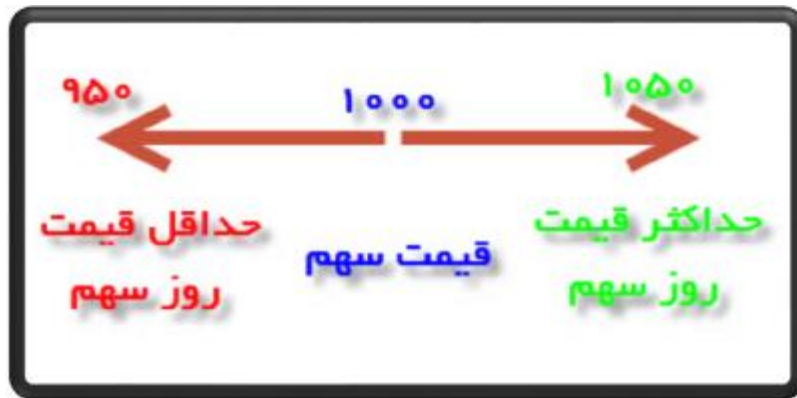 ۱۰۵۰
۱۰۰۰
۹۵۰
حداکثر قیمت
روز سهم
قیمت سهم
حداقل قیمت
روز سهم